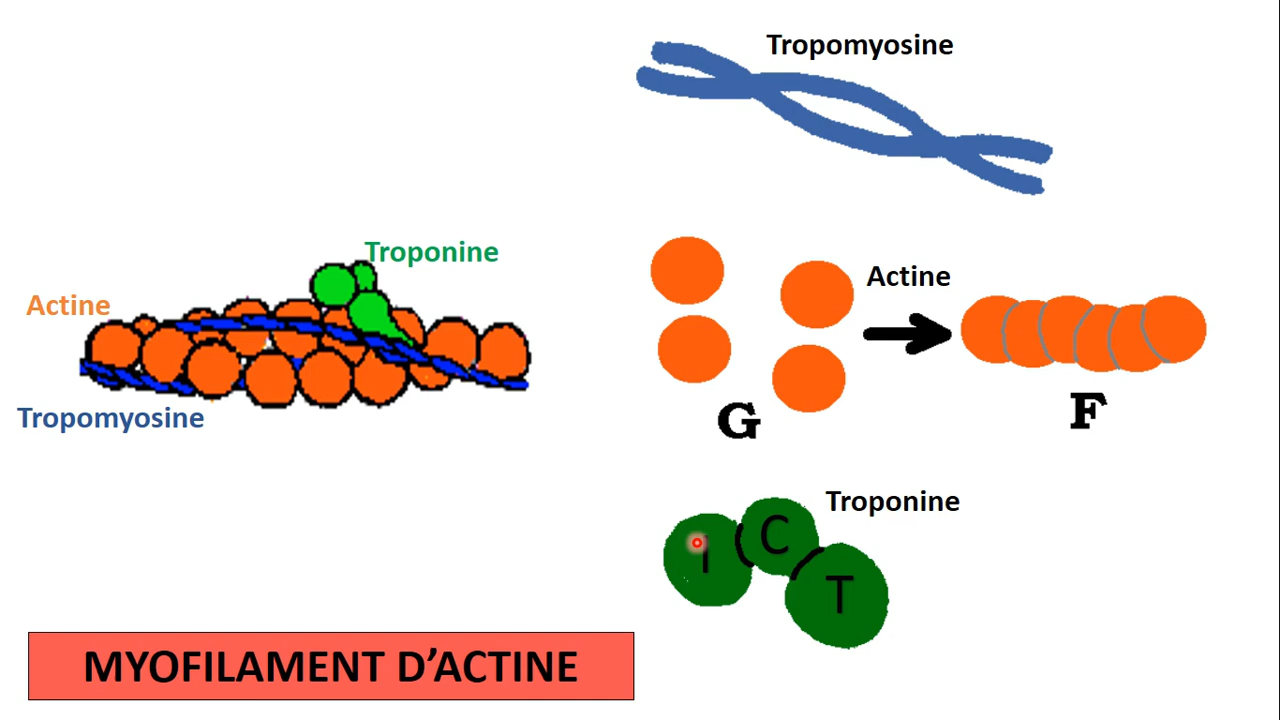 Tropomyosine
Troponine
Actine
Tropomyosine
Actine
G
F
Troponine
I
C
T
MYOFILAMENT D’ACTINE